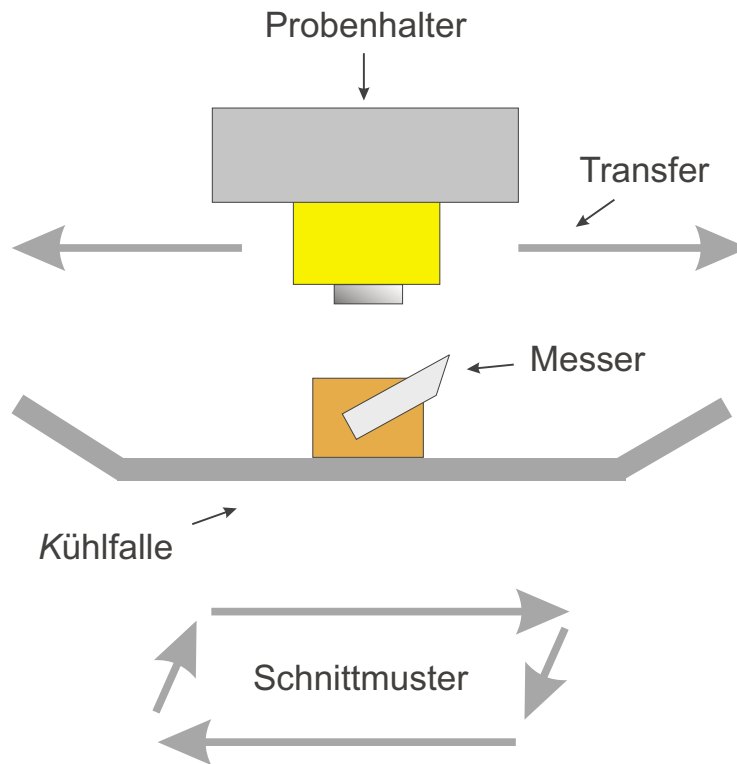 Probenhalter
Transfer
Messer
Kühlfalle
Schnittmuster